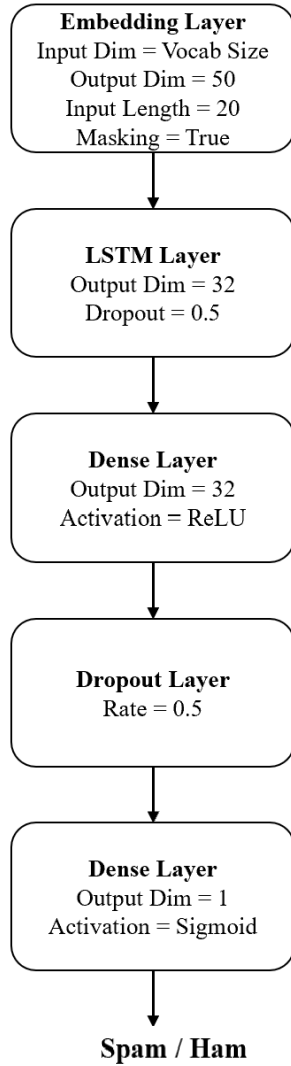 Embedding Layer
Input Dim = Vocab Size
Output Dim = 50
Input Length = 20
Masking = True
LSTM Layer
Output Dim = 32
Dropout = 0.5
Dense Layer
Output Dim = 32
Activation = ReLU
Dropout Layer
Rate = 0.5
Dense Layer
Output Dim = 1
Activation = Sigmoid
Spam / Ham